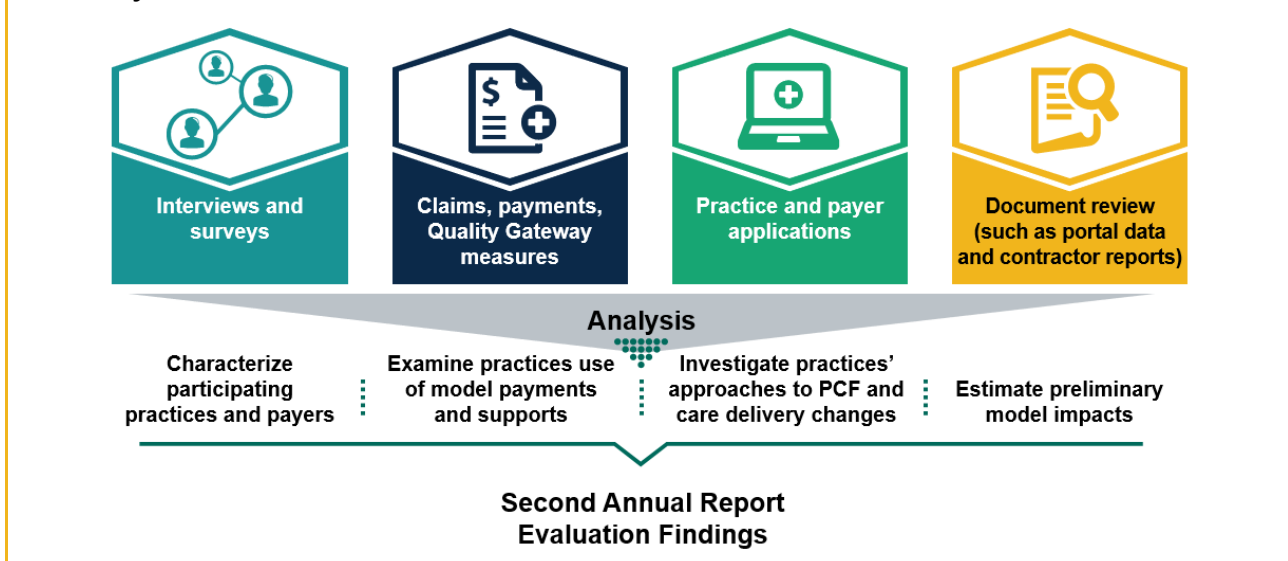 Interviews and
surveys
Claims, payments,
Quality Gateway
measures
Practice and payer
applications
Document review
(such as portal data
and contractor reports)
Analysis
Characterize
participating
practices and payers
Examine practices use
of model payments
and supports
Investigate practices’
approaches to PCF and
care delivery changes
Estimate preliminary
model impacts
Second Annual Report
Evaluation Findings